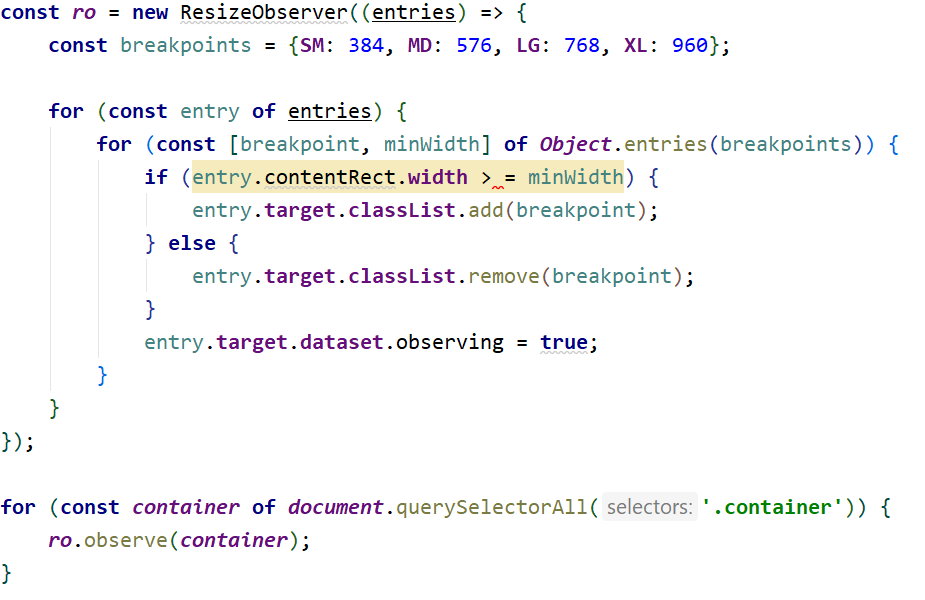 const ro = new ResizeObserver((entries) => {
    const breakpoints = {SM: 384, MD: 576, LG: 768, XL: 960};

    for (const entry of entries) {
        for (const [breakpoint, minWidth] of Object.entries(breakpoints)) {
            if (entry.contentRect.width > = minWidth) {
                entry.target.classList.add(breakpoint);
            } else {
                entry.target.classList.remove(breakpoint);
            }
            entry.target.dataset.observing = true;
        }
    }
});

for (const container of document.querySelectorAll( selectors: '.container')) {
    ro.observe(container);
}